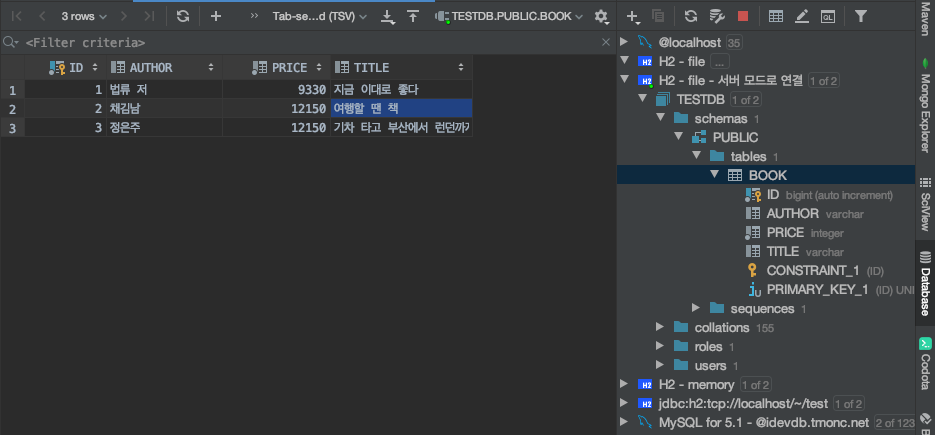 3 rows
Tab-se...d (TSV)
TESTDB.PUBLIC.BOOK
<Filter criteria>
ID AUTHOR PRICE TITLE
1 1 법륜 저 9330 지금 이대로 좋다
2 2 채김남 12150 여행할 땐 책
3 3 정은주 12150 기차 타고 부산에서 런던까지
@localhost 35
H2 - file ...
H2 - file - 서버 모드로 연결 1 of 2
TESTDB 1 of 2
schemas 1
PUBLIC
tables 1
BOOK
ID bigint (auto increment)
AUTHOR varchar
PRICE integer
TITLE varchar
CONSTRAINT_1 (ID)
PRIMARY_KEY_1 (ID) UNI
sequences 1
collations 155
roles 1
users 1
H2 - memory 1 of 2
jdbc:h2:tcp://localhost/~/test 1 of 2
MySQL for 5.1 - @idevdb.tmonc.net 2 of 123
Maven
Mongo Explorer
SciView
Database
Codota